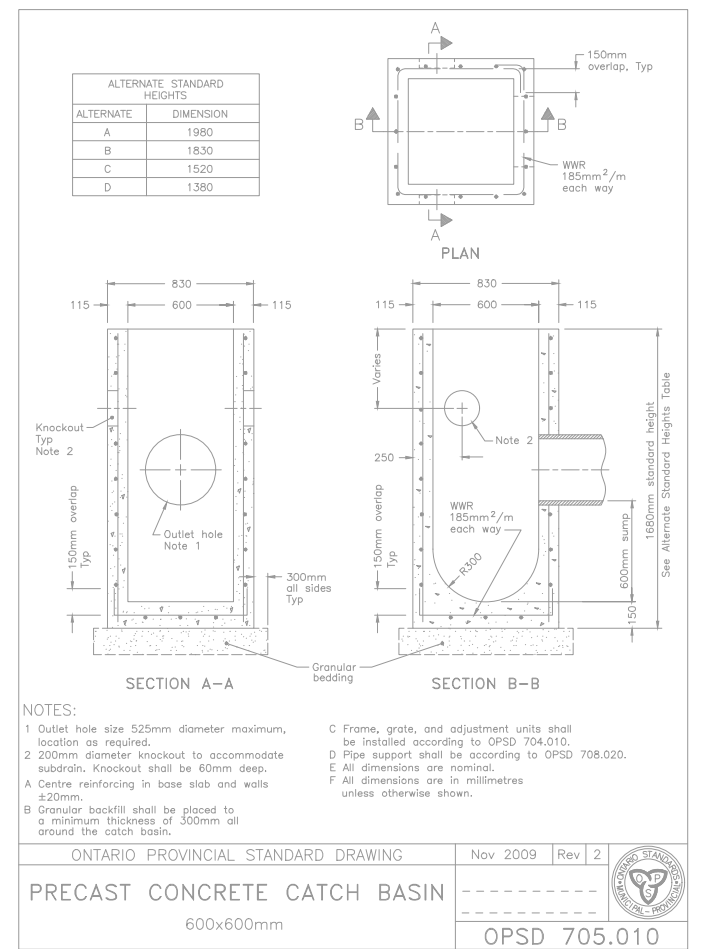 ALTERNATE STANDARD
HEIGHTS
ALTERNATE DIMENSION
A 1980
B 1830
C 1520
D 1380
A
150mm
overlap, Typ
B
B
WWR
185mm²/m
each way
A
PLAN
830
115 600 115
Knockout
Typ
Note 2
Outlet hole
Note 1
150mm overlap
Typ
300mm
all sides
Typ
SECTION A-A
830
115 600 115
Varies
Note 2
250
WWR
185mm²/m
each way
150mm overlap
Typ
R300
600mm sump
150
1680mm standard height
See Alternate Standard Heights Table
Granular
bedding
SECTION B-B
NOTES:
1 Outlet hole size 525mm diameter maximum,
location as required.
2 200mm diameter knockout to accommodate
subdrain. Knockout shall be 60mm deep.
A Centre reinforcing in base slab and walls
±20mm.
B Granular backfill shall be placed to
a minimum thickness of 300mm all
around the catch basin.
C Frame, grate, and adjustment units shall
be installed according to OPSD 704.010.
D Pipe support shall be according to OPSD 708.020.
E All dimensions are nominal.
F All dimensions are in millimetres
unless otherwise shown.
ONTARIO PROVINCIAL STANDARD DRAWING
Nov 2009 Rev 2
PRECAST CONCRETE CATCH BASIN
600x600mm
OPSD 705.010
ONTARIO STANDARDS
MUNICIPAL - PROVINCIAL
OPS